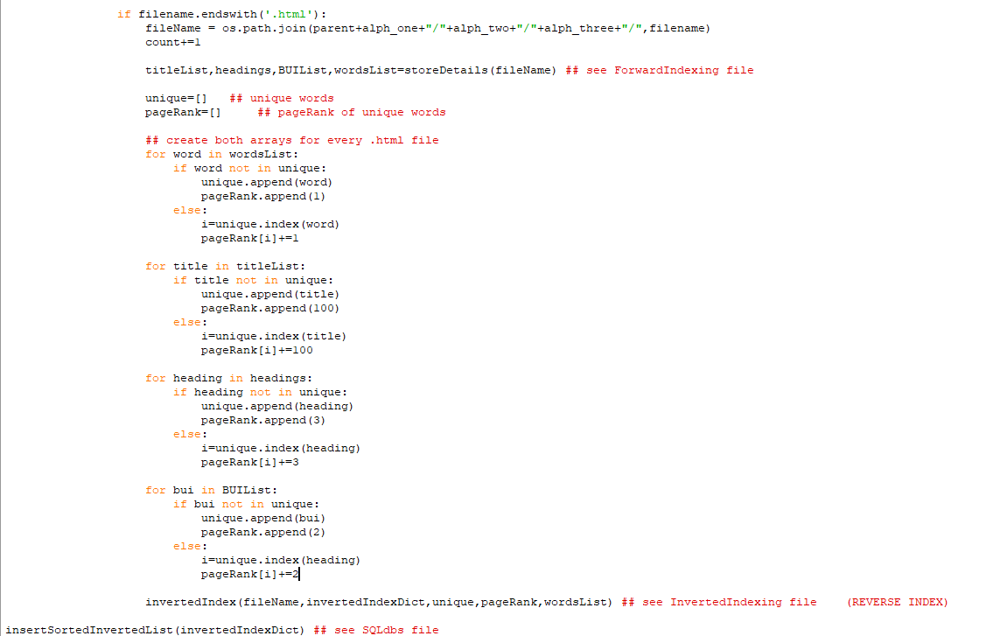 if filename.endswith('.html'):
fileName = os.path.join(parent+alph_one+"/"+alph_two+"/"+alph_three+"/",filename)
count+=1
titleList,headings,BUIList,wordsList=storeDetails(fileName) ## see ForwardIndexing file
unique=[]   ## unique words
pageRank=[]     ## pageRank of unique words
## create both arrays for every .html file
for word in wordsList:
if word not in unique:
unique.append(word)
pageRank.append(1)
else:
i=unique.index(word)
pageRank[i]+=1
for title in titleList:
if title not in unique:
unique.append(title)
pageRank.append(100)
else:
i=unique.index(title)
pageRank[i]+=100
for heading in headings:
if heading not in unique:
unique.append(heading)
pageRank.append(3)
else:
i=unique.index(heading)
pageRank[i]+=3
for bui in BUIList:
if bui not in unique:
unique.append(bui)
pageRank.append(2)
else:
i=unique.index(heading)
pageRank[i]+=2
invertedIndex(fileName,invertedIndexDict,unique,pageRank,wordsList) ## see InvertedIndexing file    (REVERSE INDEX)
insertSortedInvertedList(invertedIndexDict) ## see SQLdbs file